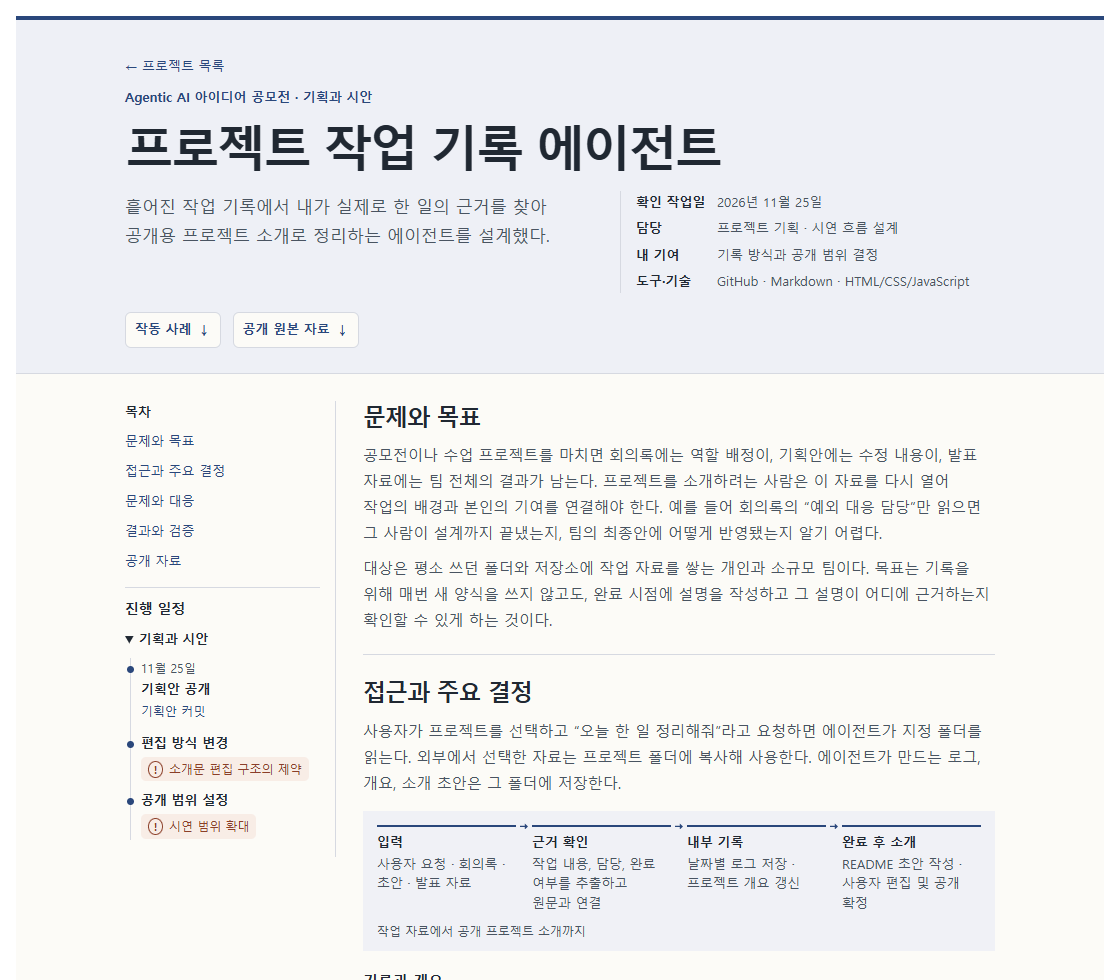 ← 프로젝트 목록
Agentic AI 아이디어 공모전 · 기획과 시안
프로젝트 작업 기록 에이전트
흩어진 작업 기록에서 내가 실제로 한 일의 근거를 찾아
공개용 프로젝트 소개로 정리하는 에이전트를 설계했다.
확인 작업일 2026년 11월 25일
담당 프로젝트 기획 · 시연 흐름 설계
내 기여 기록 방식과 공개 범위 결정
도구·기술 GitHub · Markdown · HTML/CSS/JavaScript
작동 사례 ↓
공개 원본 자료 ↓
목차
문제와 목표
접근과 주요 결정
문제와 대응
결과와 검증
공개 자료
진행 일정
▼ 기획과 시안
11월 25일
기획안 공개
기획안 커밋
편집 방식 변경
! 소개문 편집 구조의 제약
공개 범위 설정
! 시연 범위 확대
문제와 목표
공모전이나 수업 프로젝트를 마치면 회의록에는 역할 배정이, 기획안에는 수정 내용이, 발표
자료에는 팀 전체의 결과가 남는다. 프로젝트를 소개하려는 사람은 이 자료를 다시 열어
작업의 배경과 본인의 기여를 연결해야 한다. 예를 들어 회의록의 “예외 대응 담당”만 읽으면
그 사람이 설계까지 끝냈는지, 팀의 최종안에 어떻게 반영됐는지 알기 어렵다.
대상은 평소 쓰던 폴더와 저장소에 작업 자료를 쌓는 개인과 소규모 팀이다. 목표는 기록을
위해 매번 새 양식을 쓰지 않고도, 완료 시점에 설명을 작성하고 그 설명이 어디에 근거하는지
확인할 수 있게 하는 것이다.
접근과 주요 결정
사용자가 프로젝트를 선택하고 “오늘 한 일 정리해줘”라고 요청하면 에이전트가 지정 폴더를
읽는다. 외부에서 선택한 자료는 프로젝트 폴더에 복사해 사용한다. 에이전트가 만드는 로그,
개요, 소개 초안은 그 폴더에 저장한다.
입력
사용자 요청 · 회의록 ·
초안 · 발표 자료
→
근거 확인
작업 내용, 담당, 완료
여부를 추출하고
원문과 연결
→
내부 기록
날짜별 로그 저장 ·
프로젝트 개요 갱신
→
완료 후 소개
README 초안 작성 ·
사용자 편집 및 공개
확정
작업 자료에서 공개 프로젝트 소개까지